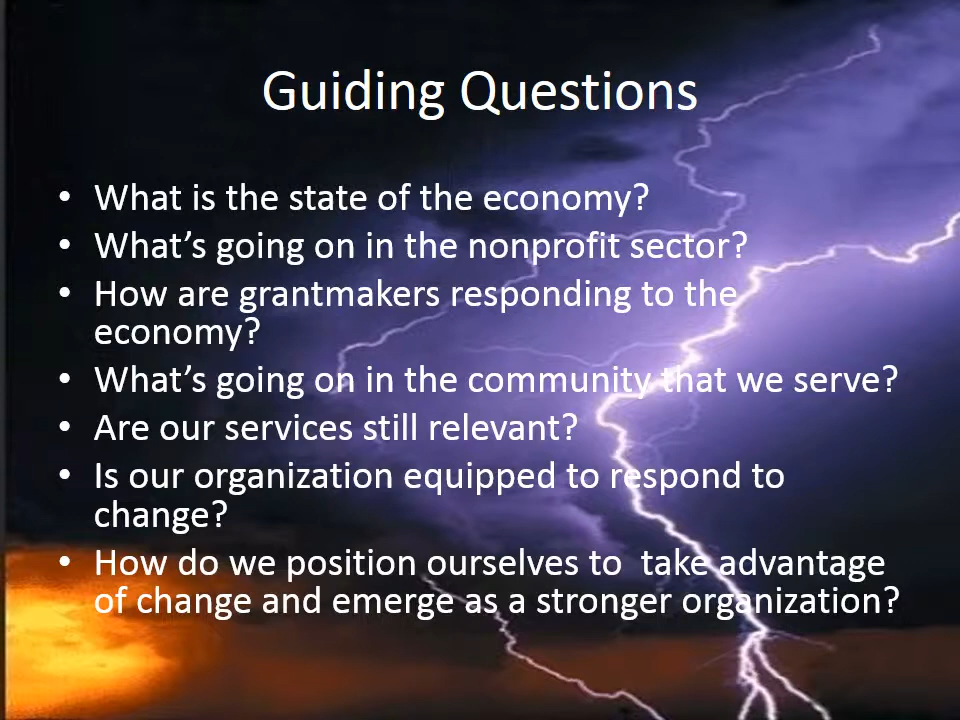 Guiding Questions
• What is the state of the economy?
• What’s going on in the nonprofit sector?
• How are grantmakers responding to the
economy?
• What’s going on in the community that we serve?
• Are our services still relevant?
• Is our organization equipped to respond to
change?
• How do we position ourselves to  take advantage
of change and emerge as a stronger organization?